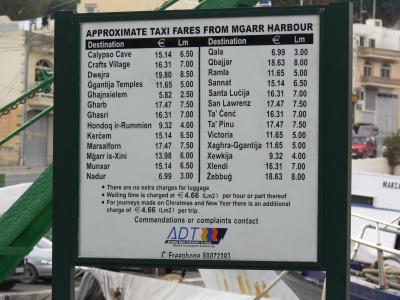 APPROXIMATE TAXI FARES FROM MGARR HARBOUR
Destination € Lm
Calypso Cave 15.14 6.50
Crafts Village 16.31 7.00
Dwejra 19.80 8.50
Ġgantija Temples 11.65 5.00
Għajnsielem 5.82 2.50
Għarb 17.47 7.50
Għasri 16.31 7.00
Hondoq ir-Rummien 9.32 4.00
Kerċem 15.14 6.50
Marsalforn 17.47 7.50
Mġarr ix-Xini 13.98 6.00
Munxar 15.14 6.50
Nadur 6.99 3.00
Destination € Lm
Qala 6.99 3.00
Qbajjar 18.63 8.00
Ramla 11.65 5.00
Sannat 15.14 6.50
Santa Luċija 16.31 7.00
San Lawrenz 17.47 7.50
Ta' Ċenċ 16.31 7.00
Ta' Pinu 17.47 7.50
Victoria 11.65 5.00
Xaghra-Ggantija 11.65 5.00
Xewkija 9.32 4.00
Xlendi 16.31 7.00
Żebbuġ 18.63 8.00
• There are no extra charges for luggage
• Waiting time is charged at €4.66 (Lm2) per hour or part thereof
• For journeys made on Christmas and New Year there is an additional
charge of €4.66 (Lm2) per trip.
Commendations or complaints contact
ADT
Malta Transport Authority
Freephone 80072393